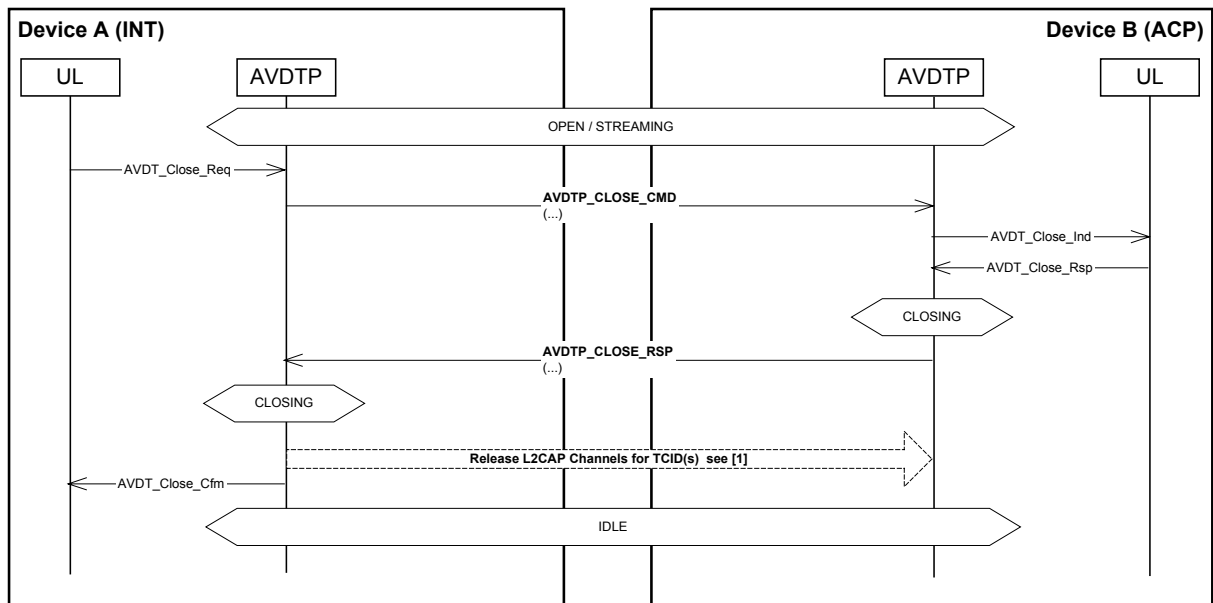 Device A (INT)
Device B (ACP)
UL
AVDTP
AVDTP
UL
OPEN / STREAMING
AVDT_Close_Req
AVDTP_CLOSE_CMD
(...)
AVDT_Close_Ind
AVDT_Close_Rsp
CLOSING
AVDTP_CLOSE_RSP
(...)
CLOSING
Release L2CAP Channels for TCID(s) see [1]
AVDT_Close_Cfm
IDLE